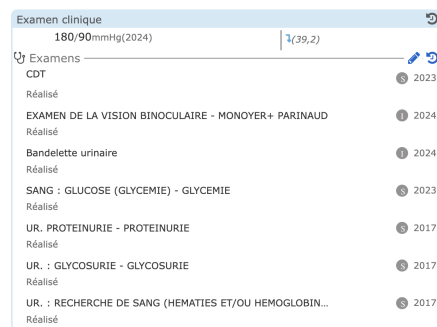 Examen clinique
180/90mmHg(2024) (39,2)
Examens
CDT S 2023
Réalisé
EXAMEN DE LA VISION BINOCULAIRE - MONOYER+ PARINAUD I 2024
Réalisé
Bandelette urinaire I 2024
Réalisé
SANG : GLUCOSE (GLYCEMIE) - GLYCEMIE S 2023
Réalisé
UR. PROTEINURIE - PROTEINURIE S 2017
Réalisé
UR. : GLYCOSURIE - GLYCOSURIE S 2017
Réalisé
UR. : RECHERCHE DE SANG (HEMATIES ET/OU HEMOGLOBIN... S 2017
Réalisé